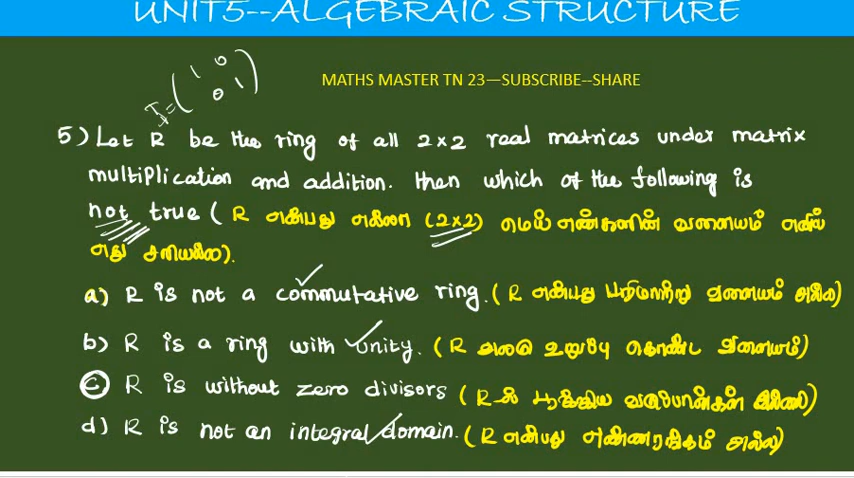 UNIT5--ALGEBRAIC STRUCTURE
MATHS MASTER TN 23—SUBSCRIBE--SHARE
I = ( 1 0
0 1 )
5) Let R be the ring of all 2×2 real matrices under matrix
multiplication and addition. then which of the following is
not true ( R என்பது எல்லா (2×2) மெய் எண்களின் வளையம் எனில்
எது சரியல்ல).
a) R is not a commutative ring. ( R என்பது பரிமாற்று வளையம் அல்ல)
b) R is a ring with unity. ( R அலகு உறுப்பு கொண்ட வளையம்)
c) R is without zero divisors ( R-ல் பூஜ்ஜிய வகுப்பான்கள் இல்லை)
d) R is not an integral domain. ( R என்பது எண்ணரங்கம் அல்ல)